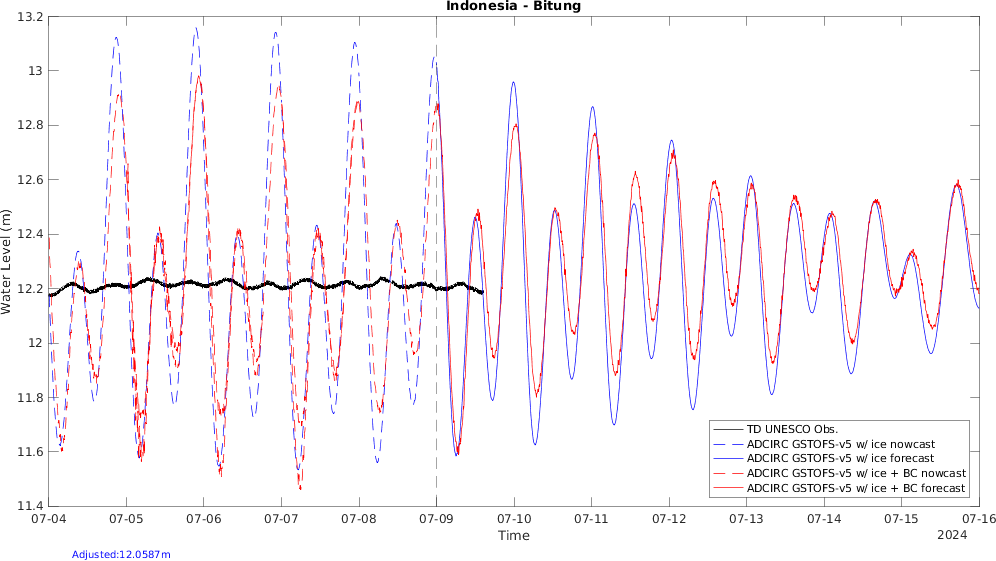 Indonesia - Bitung
Water Level (m)
13.2
13
12.8
12.6
12.4
12.2
12
11.8
11.6
11.4
TD UNESCO Obs.
ADCIRC GSTOFS-v5 w/ ice nowcast
ADCIRC GSTOFS-v5 w/ ice forecast
ADCIRC GSTOFS-v5 w/ ice + BC nowcast
ADCIRC GSTOFS-v5 w/ ice + BC forecast
07-04 07-05 07-06 07-07 07-08 07-09 07-10 07-11 07-12 07-13 07-14 07-15 07-16
Time
2024
Adjusted:12.0587m